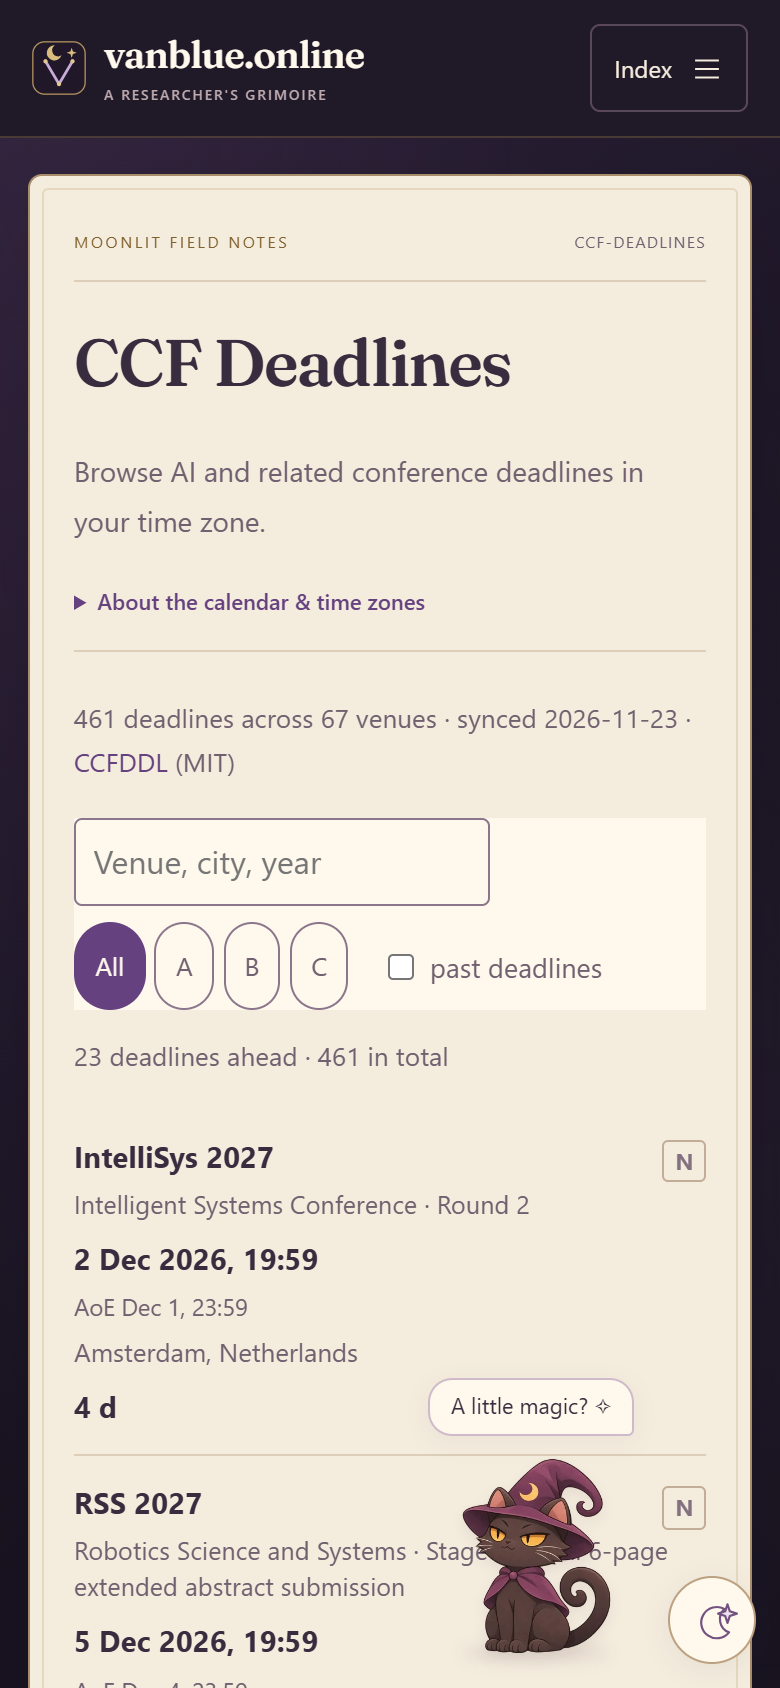 vanblue.online
A RESEARCHER'S GRIMOIRE
Index
MOONLIT FIELD NOTES
CCF-DEADLINES
CCF Deadlines
Browse AI and related conference deadlines in
your time zone.
About the calendar & time zones
461 deadlines across 67 venues · synced 2026-11-23 ·
CCFDDL (MIT)
Venue, city, year
All
A
B
C
past deadlines
23 deadlines ahead · 461 in total
IntelliSys 2027
N
Intelligent Systems Conference · Round 2
2 Dec 2026, 19:59
AoE Dec 1, 23:59
Amsterdam, Netherlands
4 d
A little magic? ✧
RSS 2027
N
Robotics Science and Systems · Stage 6-page
extended abstract submission
5 Dec 2026, 19:59